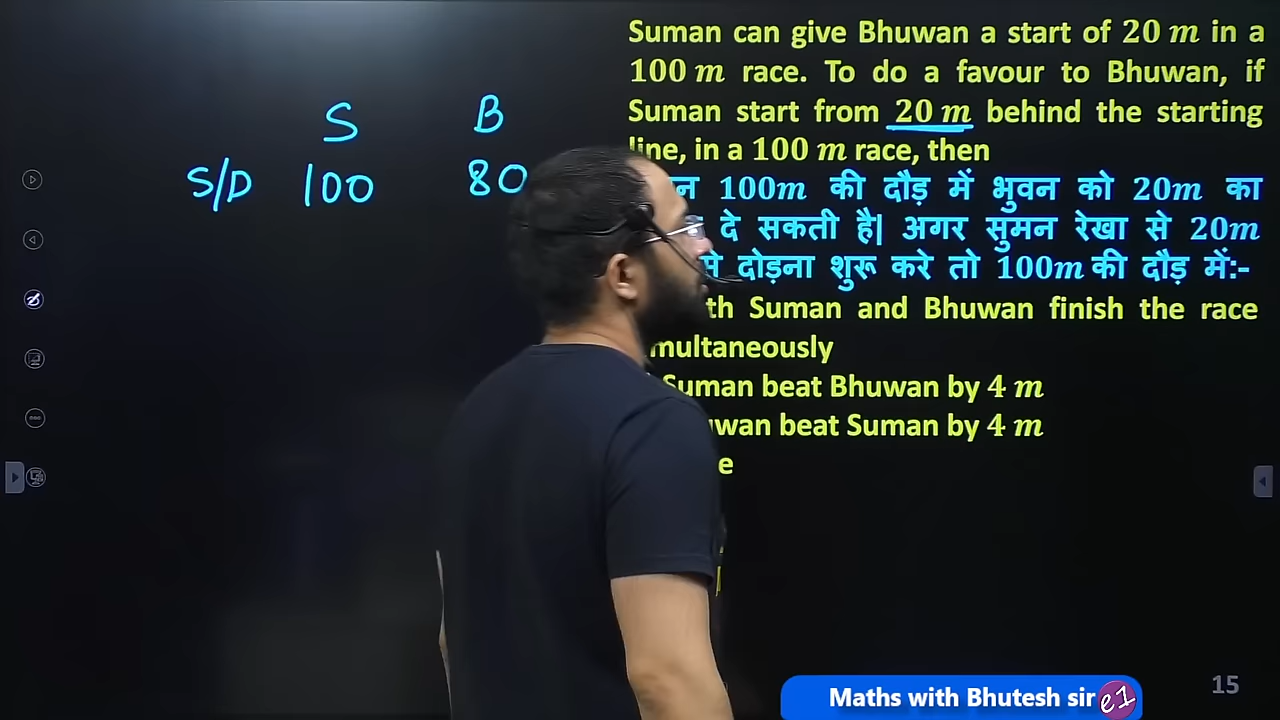 Suman can give Bhuwan a start of 20 m in a
100 m race. To do a favour to Bhuwan, if
Suman start from 20 m behind the starting
line, in a 100 m race, then
100m की दौड़ में भुवन को 20m का
दे सकती है| अगर सुमन रेखा से 20m
से दोड़ना शुरू करे तो 100m की दौड़ में:-
Suman and Bhuwan finish the race
Suman beat Bhuwan by 4 m
beat Suman by 4 m
S B
S/D 100 80
Maths with Bhutesh sir e1
15